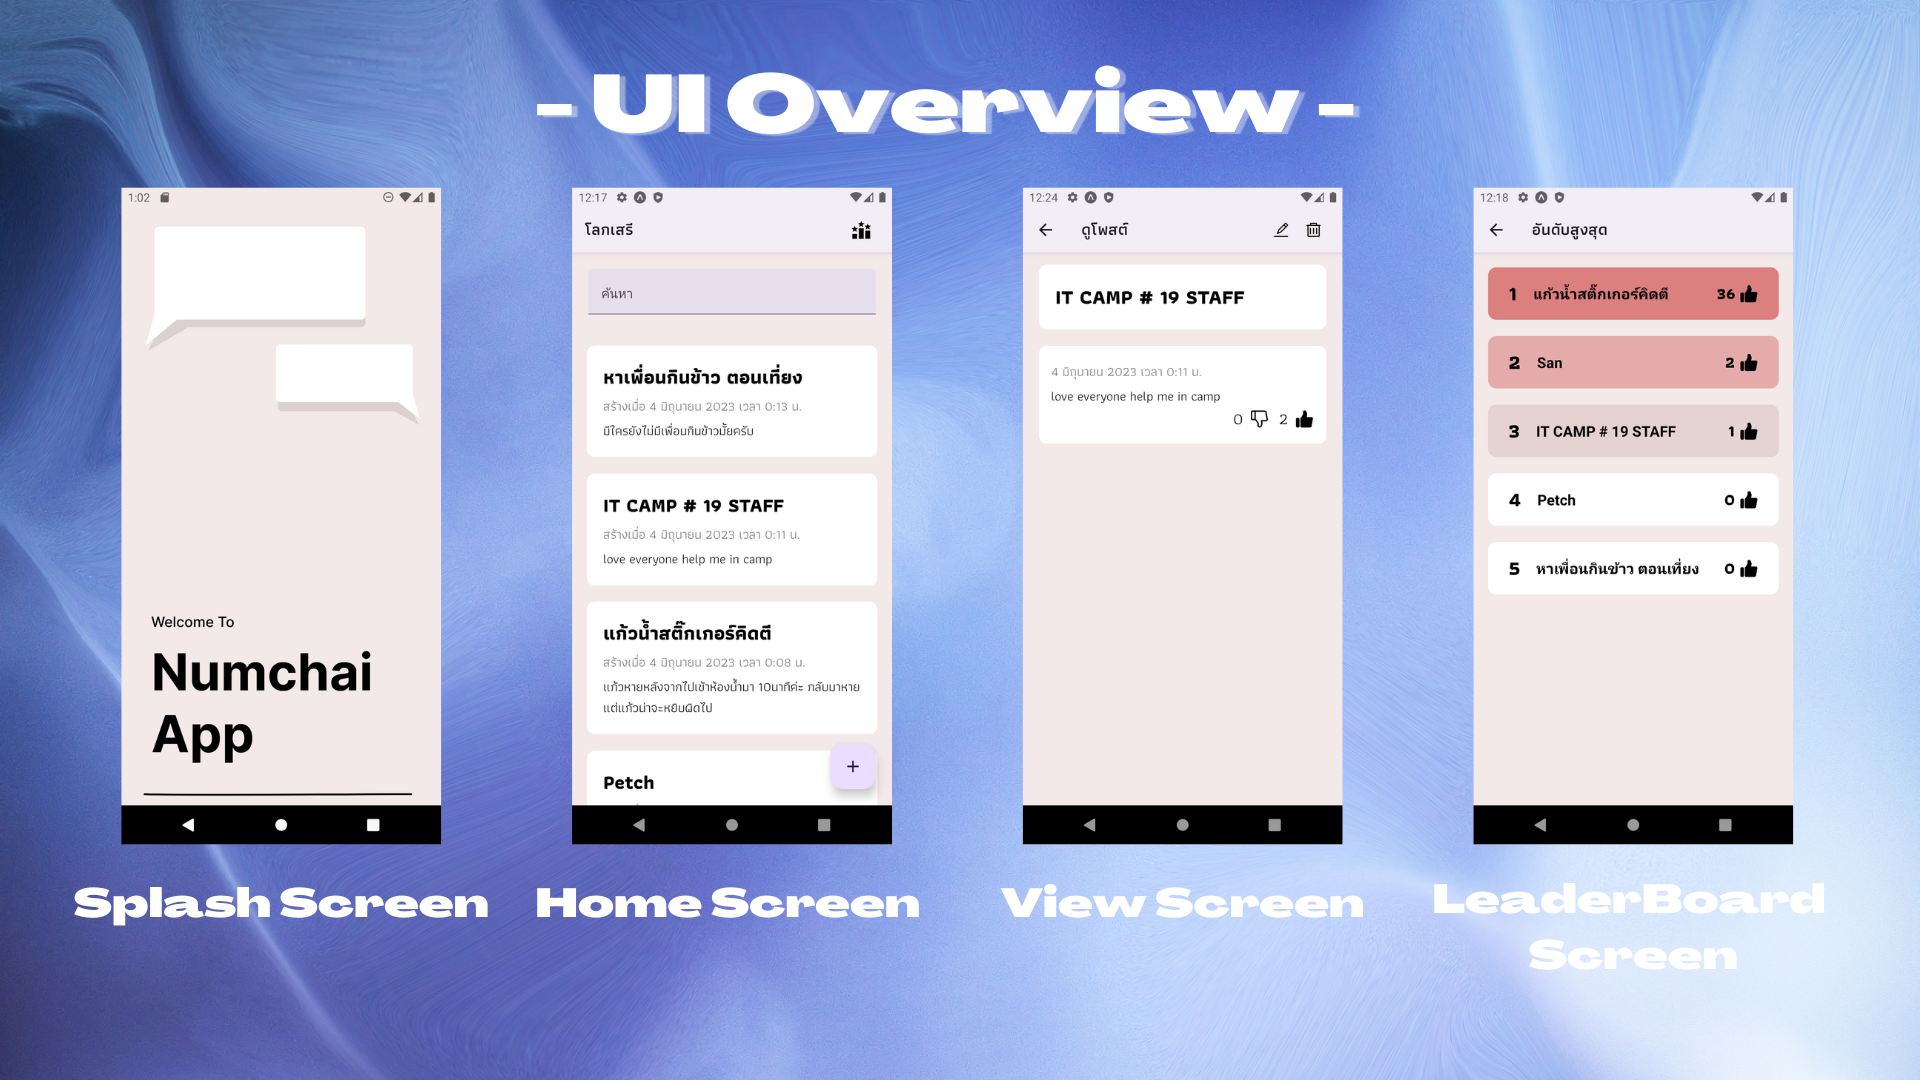 - UI Overview -
1:02
Welcome To
Numchai
App
Splash Screen
12:17
โลกเสรี
ค้นหา
หาเพื่อนกินข้าว ตอนเที่ยง
สร้างเมื่อ 4 มิถุนายน 2023 เวลา 0:13 น.
มีใครยังไม่มีเพื่อนกินข้าวมั้ยครับ
IT CAMP # 19 STAFF
สร้างเมื่อ 4 มิถุนายน 2023 เวลา 0:11 น.
love everyone help me in camp
แก้วน้ำสติ๊กเกอร์คิดตี
สร้างเมื่อ 4 มิถุนายน 2023 เวลา 0:08 น.
แก้วหายหลังจากไปเข้าห้องน้ำมา 10นาทีค่ะ กลับมาหาย
แต่แก้วน่าจะหยิบผิดไป
Petch
+
Home Screen
12:24
ดูโพสต์
IT CAMP # 19 STAFF
4 มิถุนายน 2023 เวลา 0:11 น.
love everyone help me in camp
0 2
View Screen
12:18
อันดับสูงสุด
1 แก้วน้ำสติ๊กเกอร์คิดตี 36
2 San 2
3 IT CAMP # 19 STAFF 1
4 Petch 0
5 หาเพื่อนกินข้าว ตอนเที่ยง 0
LeaderBoard
Screen